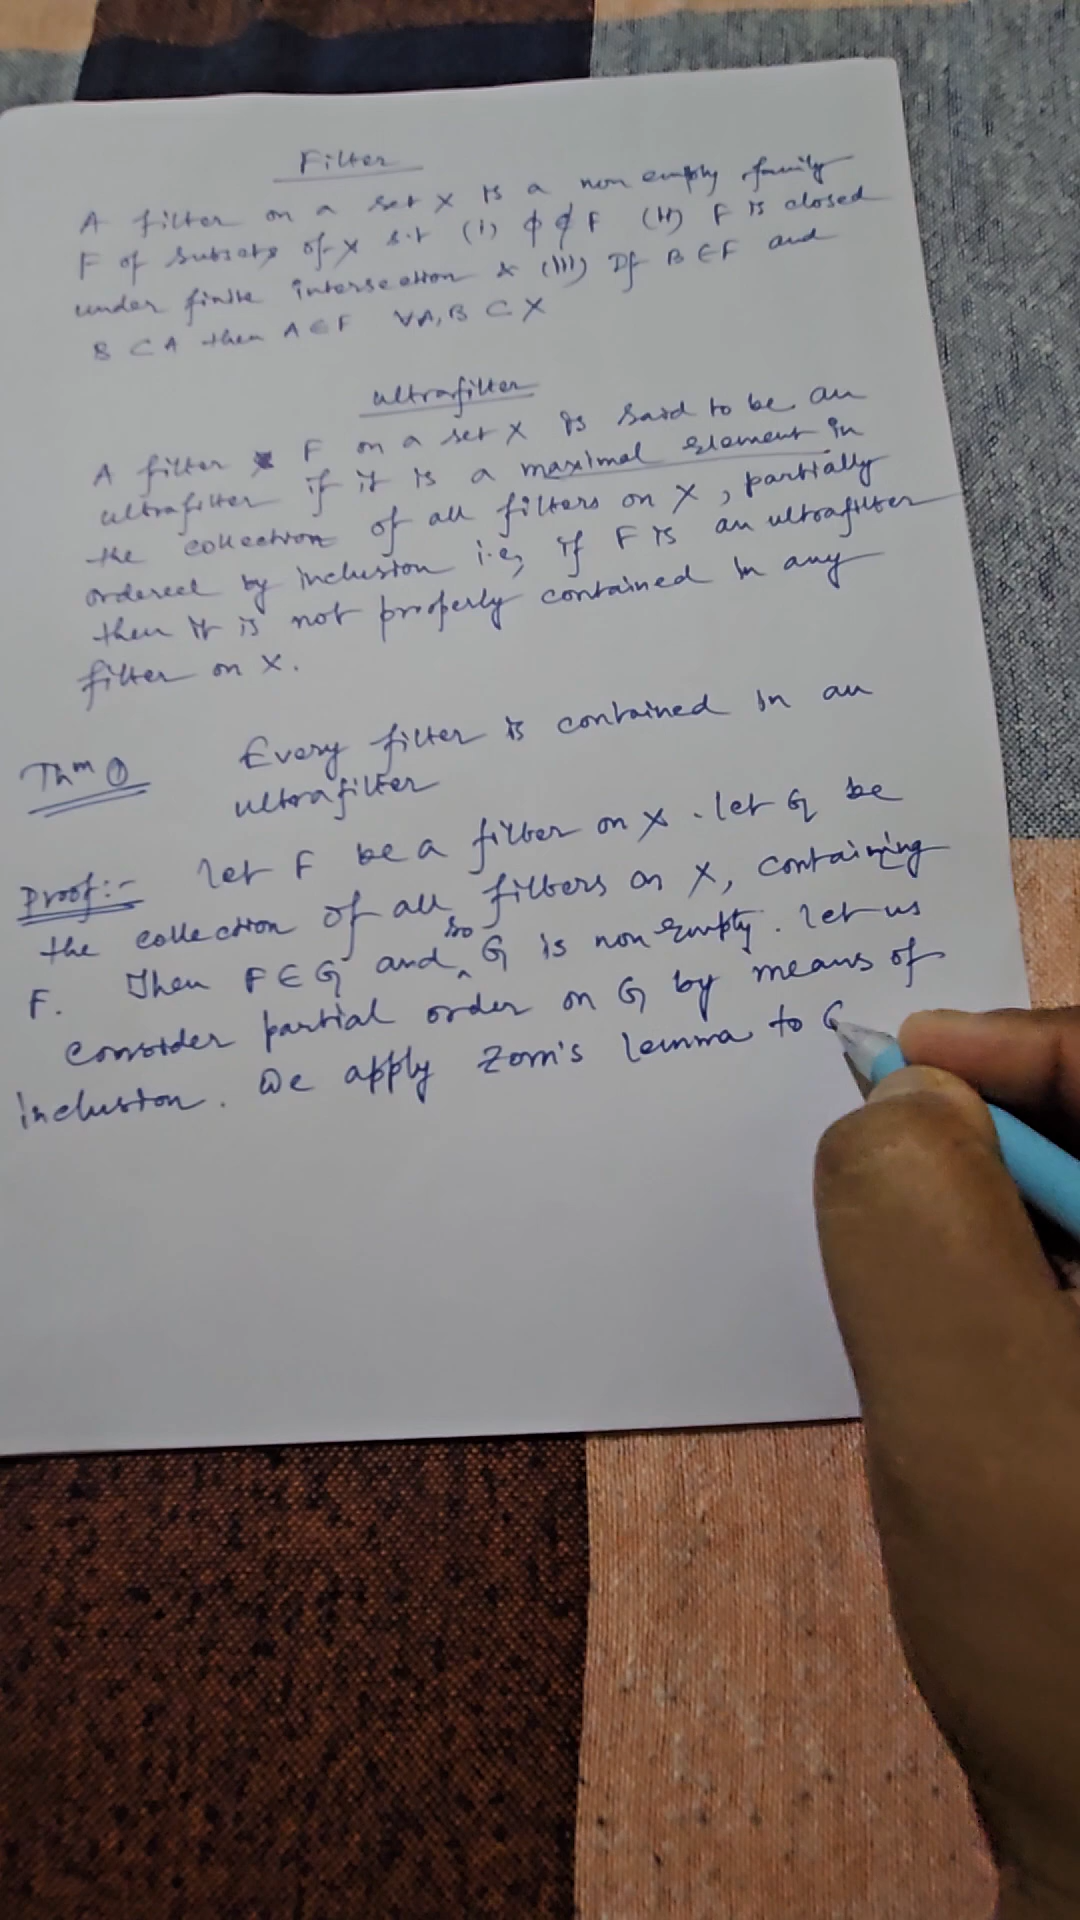 Filter
A filter on a set X is a non empty family
F of subsets of X s.t (i) ϕ ∉ F (ii) F is closed
under finite intersection & (iii) If B ∈ F and
B ⊂ A then A ∈ F ∀A, B ⊂ X
ultrafilter
A filter F on a set X is said to be an
ultrafilter if it is a maximal element in
the collection of all filters on X, partially
ordered by inclusion i.e, if F is an ultrafilter
then it is not properly contained in any
filter on X.
Thm ① Every filter is contained in an
ultrafilter
Proof:- let F be a filter on X. let G be
the collection of all filters on X, containing
F. Then F ∈ G and so G is non empty. let us
consider partial order on G by means of
inclusion. We apply Zorn's lemma to G